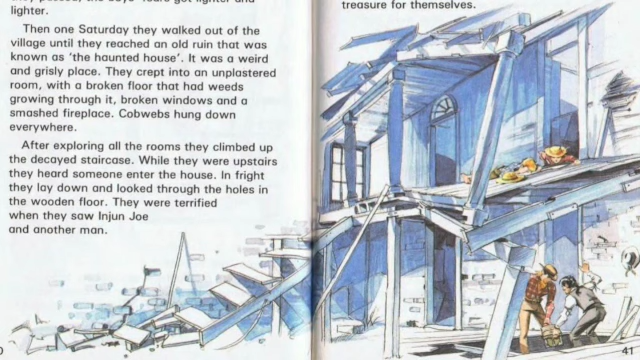 lighter.
Then one Saturday they walked out of the
village until they reached an old ruin that was
known as 'the haunted house'. It was a weird
and grisly place. They crept into an unplastered
room, with a broken floor that had weeds
growing through it, broken windows and a
smashed fireplace. Cobwebs hung down
everywhere.
After exploring all the rooms they climbed up
the decayed staircase. While they were upstairs
they heard someone enter the house. In fright
they lay down and looked through the holes in
the wooden floor. They were terrified
when they saw Injun Joe
and another man.
treasure for themselves.
41